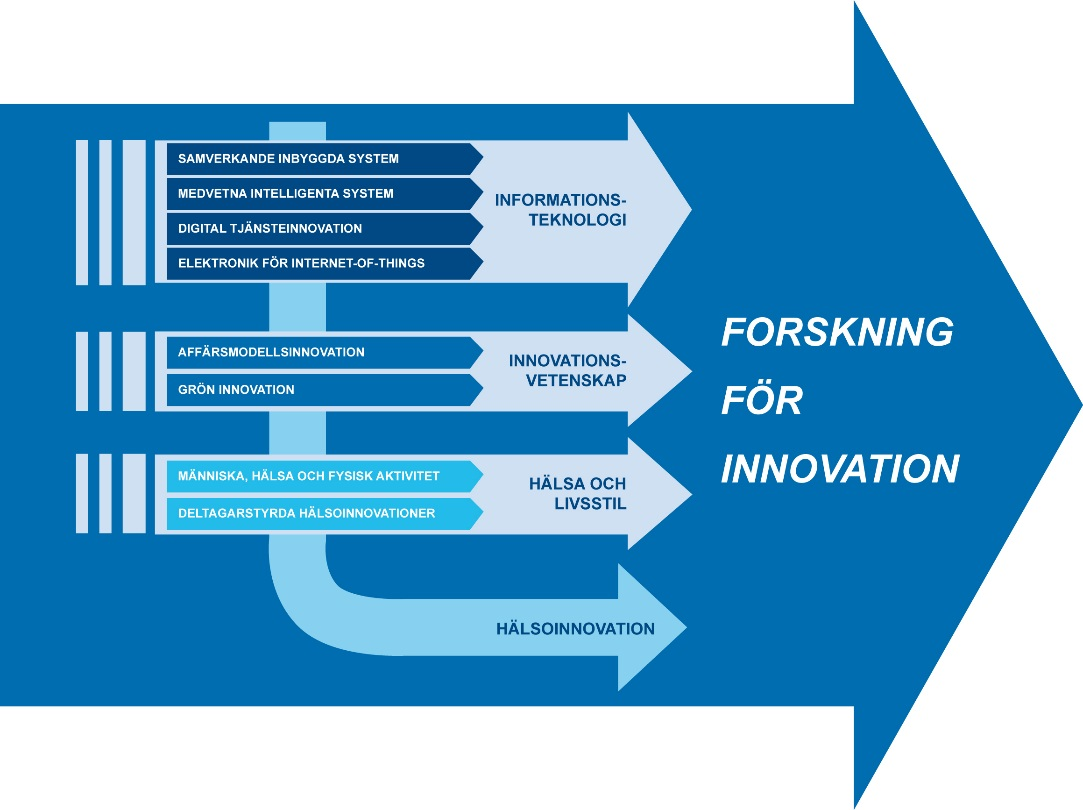 SAMVERKANDE INBYGGDA SYSTEM
MEDVETNA INTELLIGENTA SYSTEM
DIGITAL TJÄNSTEINNOVATION
ELEKTRONIK FÖR INTERNET-OF-THINGS
INFORMATIONS-
TEKNOLOGI
AFFÄRSMODELLSINNOVATION
GRÖN INNOVATION
INNOVATIONS-
VETENSKAP
MÄNNISKA, HÄLSA OCH FYSISK AKTIVITET
DELTAGARSTYRDA HÄLSOINNOVATIONER
HÄLSA OCH
LIVSSTIL
HÄLSOINNOVATION
FORSKNING
FÖR
INNOVATION